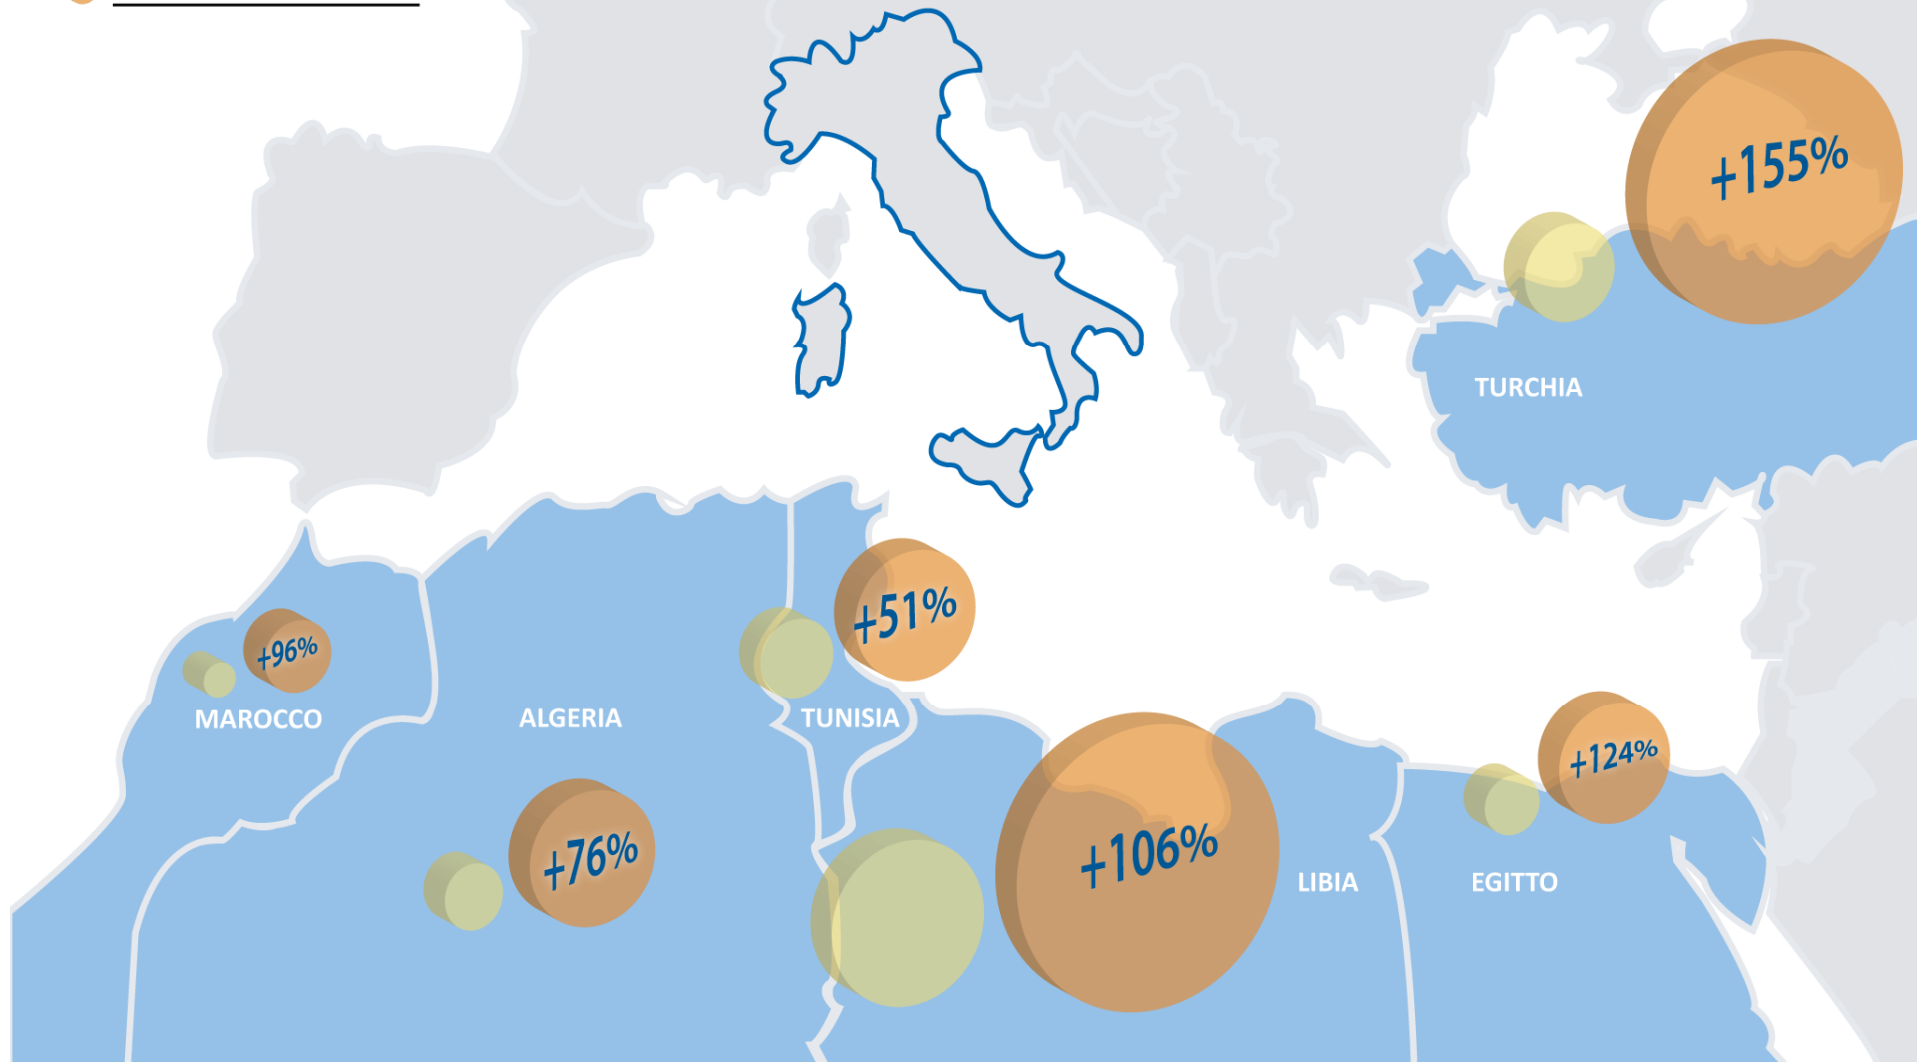 +155%
TURCHIA
+51%
+96%
MAROCCO
ALGERIA
TUNISIA
+124%
+76%
+106%
LIBIA
EGITTO